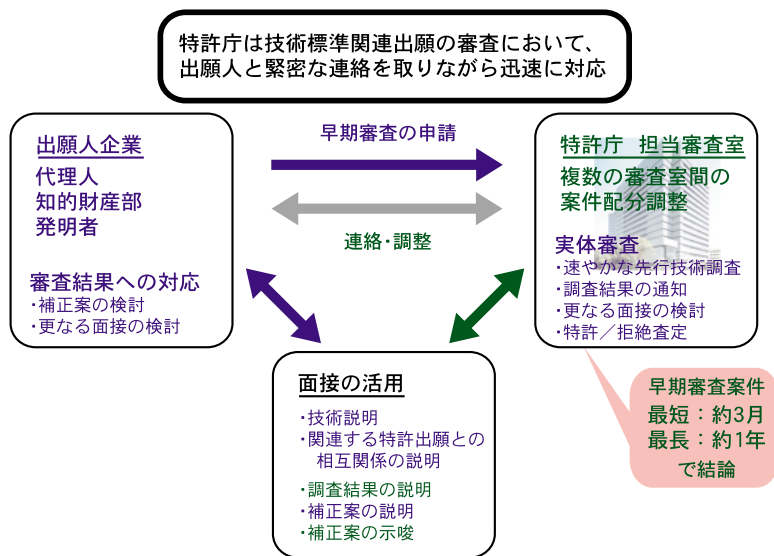 特許庁は技術標準関連出願の審査において、
出願人と緊密な連絡を取りながら迅速に対応
出願人企業
代理人
知的財産部
発明者
審査結果への対応
・補正案の検討
・更なる面接の検討
早期審査の申請
連絡・調整
特許庁 担当審査室
複数の審査室間の
案件配分調整
実体審査
・速やかな先行技術調査
・調査結果の通知
・更なる面接の検討
・特許／拒絶査定
面接の活用
・技術説明
・関連する特許出願との
相互関係の説明
・調査結果の説明
・補正案の説明
・補正案の示唆
早期審査案件
最短：約3月
最長：約1年
で結論